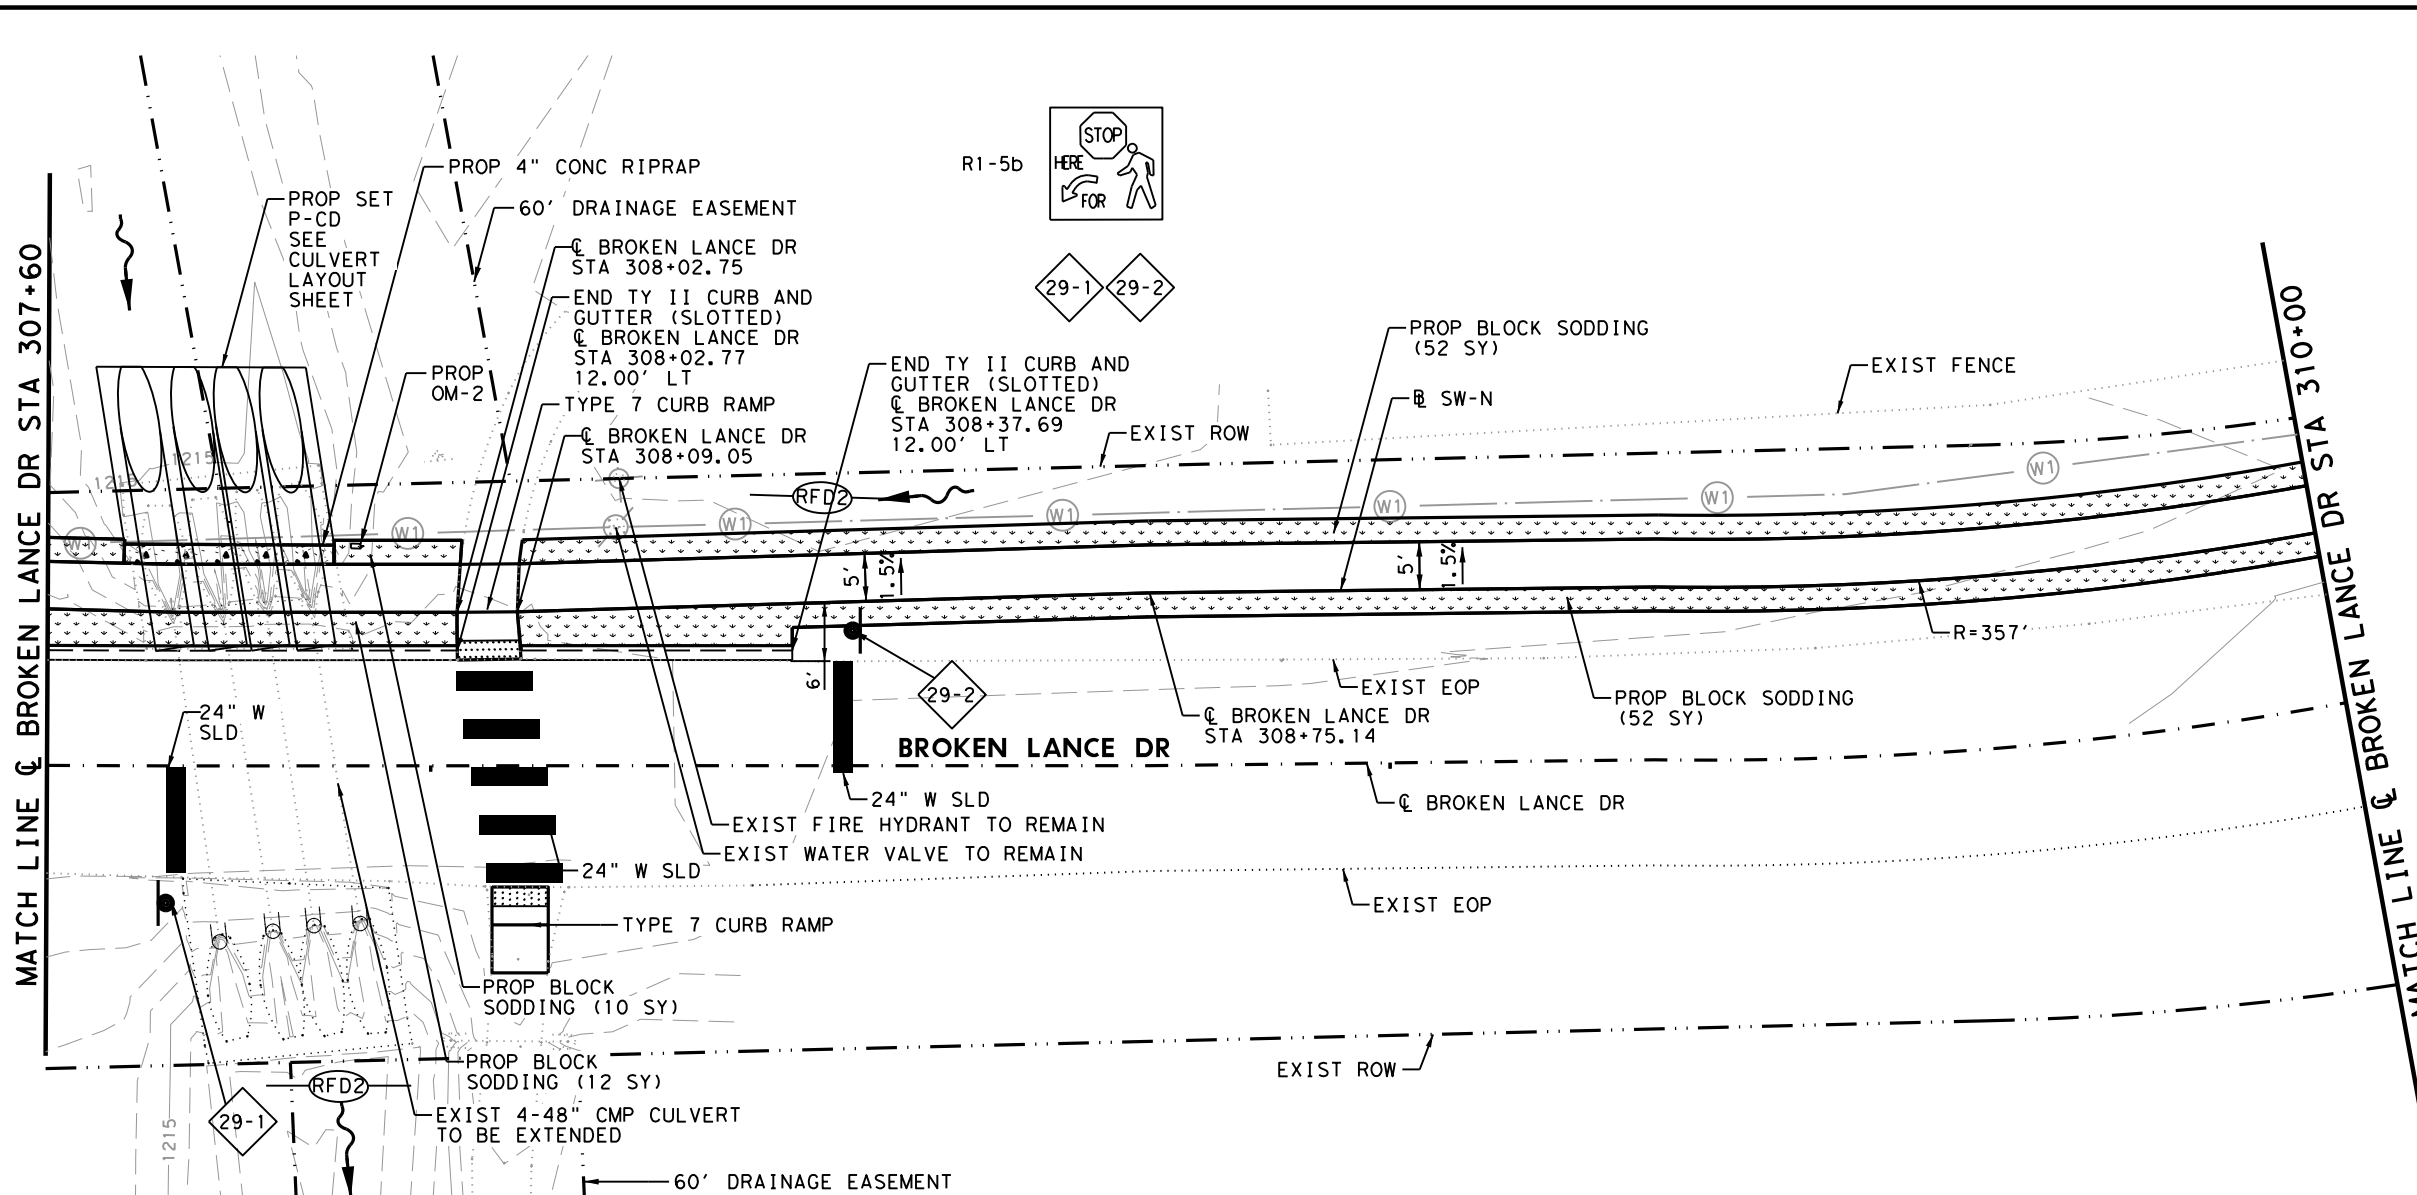 MATCH LINE ℄ BROKEN LANCE DR STA 307+60
PROP SET
P-CD
SEE
CULVERT
LAYOUT
SHEET
PROP 4" CONC RIPRAP
60' DRAINAGE EASEMENT
℄ BROKEN LANCE DR
STA 308+02.75
END TY II CURB AND
GUTTER (SLOTTED)
℄ BROKEN LANCE DR
STA 308+02.77
12.00' LT
PROP
OM-2
TYPE 7 CURB RAMP
℄ BROKEN LANCE DR
STA 308+09.05
R1-5b
STOP
HERE
FOR
29-1
29-2
END TY II CURB AND
GUTTER (SLOTTED)
℄ BROKEN LANCE DR
STA 308+37.69
12.00' LT
EXIST ROW
PROP BLOCK SODDING
(52 SY)
BL SW-N
EXIST FENCE
MATCH LINE ℄ BROKEN LANCE DR STA 310+00
1215
1215
RFD2
W1
W1
W1
W1
W1
W1
W1
5'
1.5%
5'
1.5%
6'
29-2
R=357'
EXIST EOP
PROP BLOCK SODDING
(52 SY)
℄ BROKEN LANCE DR
STA 308+75.14
24" W
SLD
BROKEN LANCE DR
24" W SLD
℄ BROKEN LANCE DR
EXIST FIRE HYDRANT TO REMAIN
EXIST WATER VALVE TO REMAIN
24" W SLD
EXIST EOP
TYPE 7 CURB RAMP
PROP BLOCK
SODDING (10 SY)
PROP BLOCK
SODDING (12 SY)
EXIST ROW
RFD2
29-1
1215
EXIST 4-48" CMP CULVERT
TO BE EXTENDED
60' DRAINAGE EASEMENT